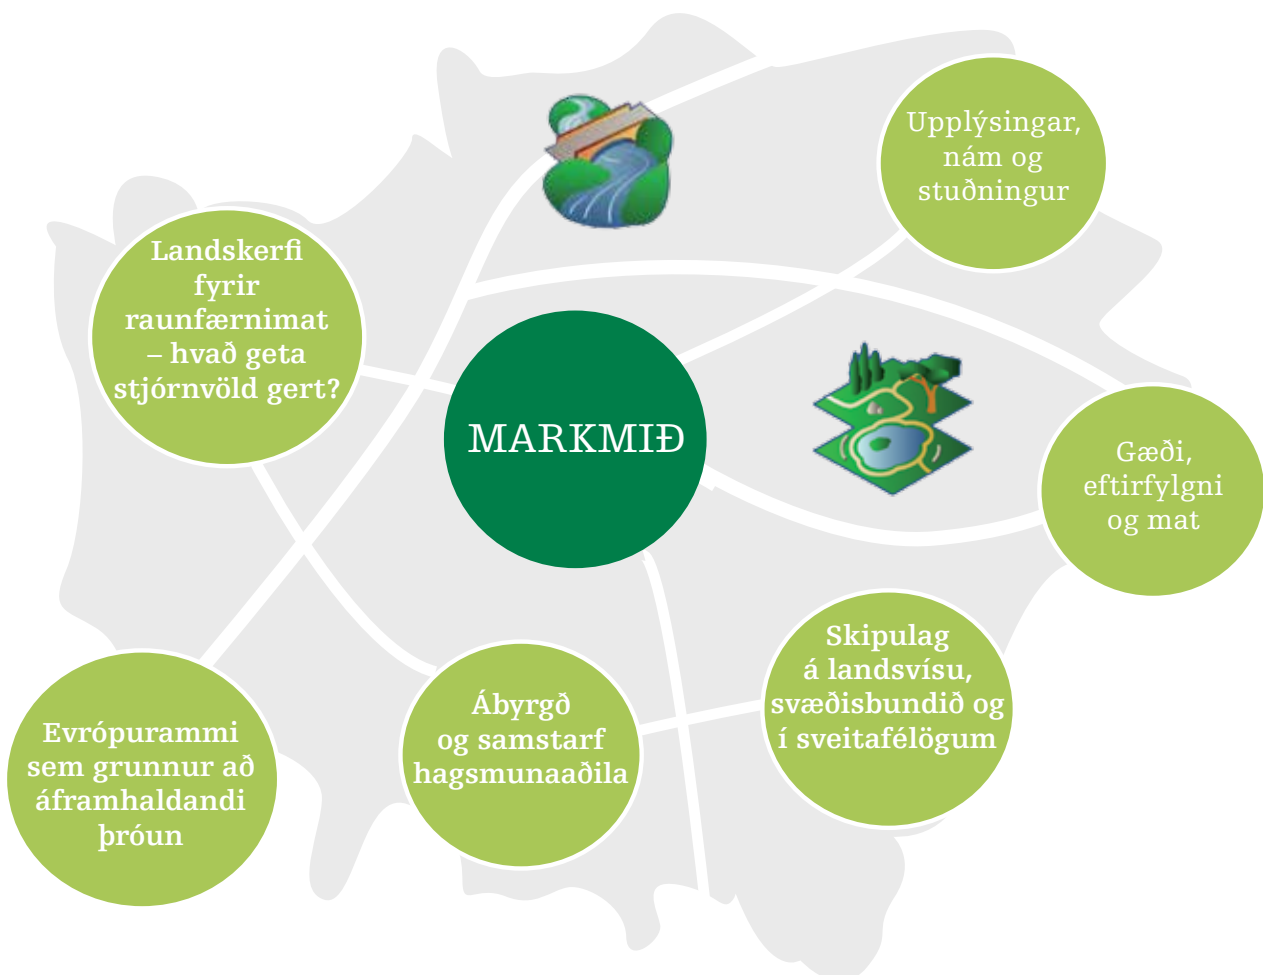 Upplýsingar,
nám og
stuðningur
Landskerfi
fyrir
raunfærnimat
– hvað geta
stjórnvöld gert?
MARKMIÐ
Gæði,
eftirfylgni
og mat
Skipulag
á landsvísu,
svæðisbundið og
í sveitafélögum
Ábyrgð
og samstarf
hagsmunaaðila
Evrópurammi
sem grunnur að
áframhaldandi
þróun